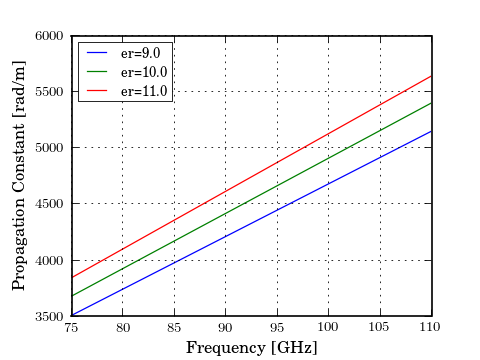 6000
5500
5000
4500
4000
3500
Propagation Constant [rad/m]
er=9.0
er=10.0
er=11.0
75 80 85 90 95 100 105 110
Frequency [GHz]